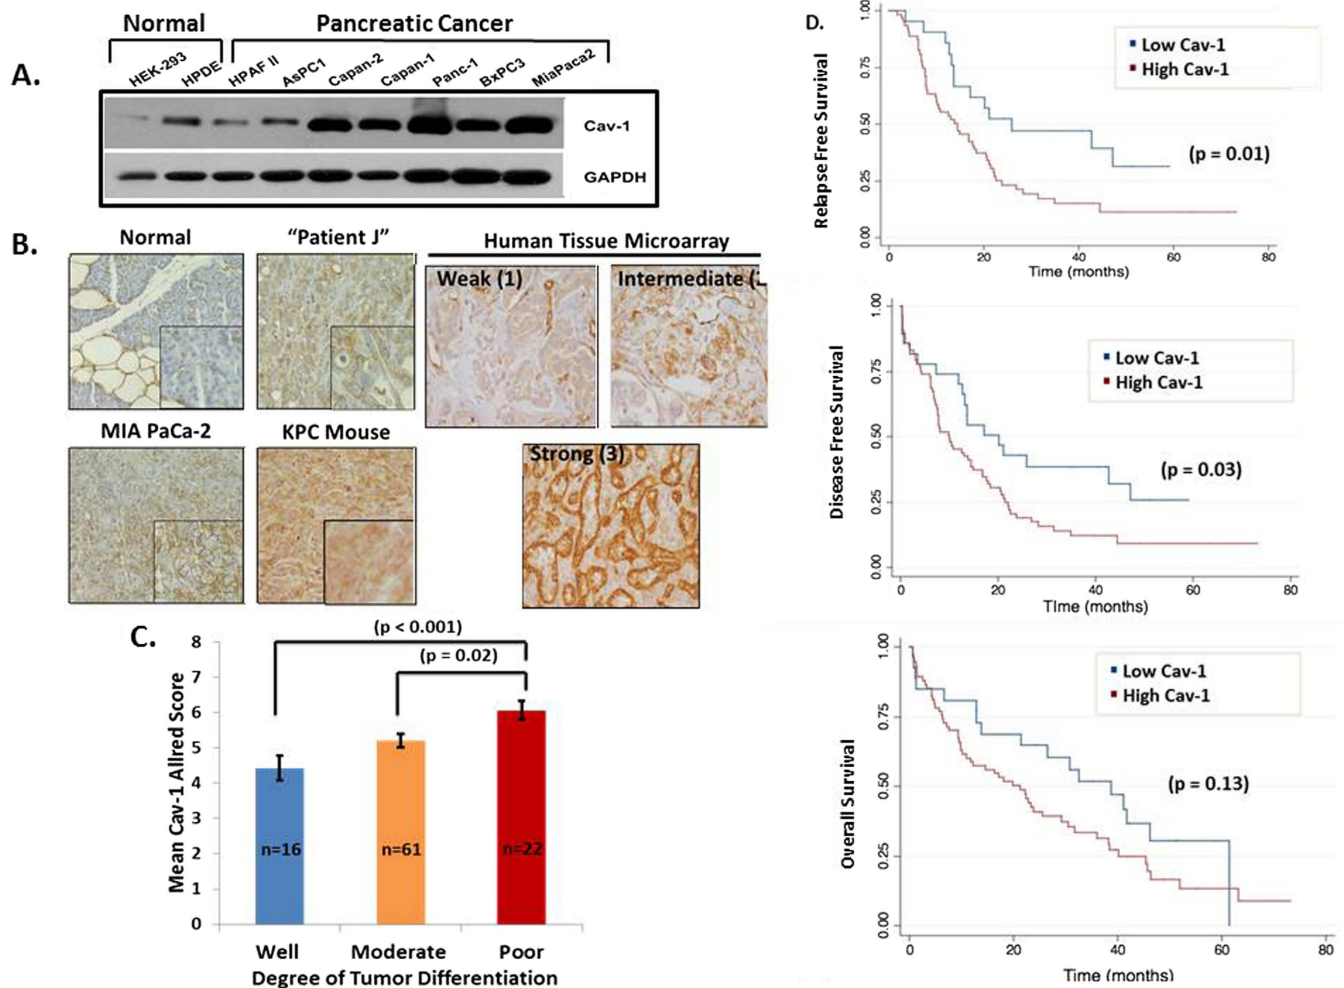 Normal
Pancreatic Cancer
A.
HEK-293
HPDE
HPAF II
AsPC1
Capan-2
Capan-1
Panc-1
BxPC3
MiaPaca2
Cav-1
GAPDH
B.
Normal
“Patient J”
Human Tissue Microarray
Weak (1)
Intermediate (2
MIA PaCa-2
KPC Mouse
Strong (3)
C.
(p < 0.001)
(p = 0.02)
Mean Cav-1 Allred Score
8
7
6
5
4
3
2
1
0
n=16
n=61
n=22
Well
Moderate
Poor
Degree of Tumor Differentiation
D.
Relapse Free Survival
1.00
0.75
0.50
0.25
0.00
Low Cav-1
High Cav-1
(p = 0.01)
0
20
40
60
80
Time (months)
Disease Free Survival
1.00
0.75
0.50
0.25
0.00
Low Cav-1
High Cav-1
(p = 0.03)
0
20
40
60
80
TIme (months)
Overall Survival
1.00
0.75
0.50
0.25
0.00
Low Cav-1
High Cav-1
(p = 0.13)
0
20
40
60
80
Time (months)